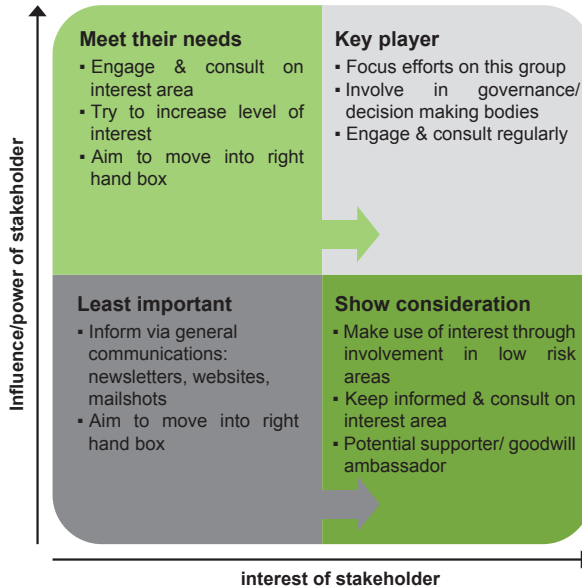 Influence/power of stakeholder
Meet their needs
▪ Engage & consult on
interest area
▪ Try to increase level of
interest
▪ Aim to move into right
hand box
Key player
▪ Focus efforts on this group
▪ Involve in governance/
decision making bodies
▪ Engage & consult regularly
Least important
▪ Inform via general
communications:
newsletters, websites,
mailshots
▪ Aim to move into right
hand box
Show consideration
▪ Make use of interest through
involvement in low risk
areas
▪ Keep informed & consult on
interest area
▪ Potential supporter/ goodwill
ambassador
interest of stakeholder